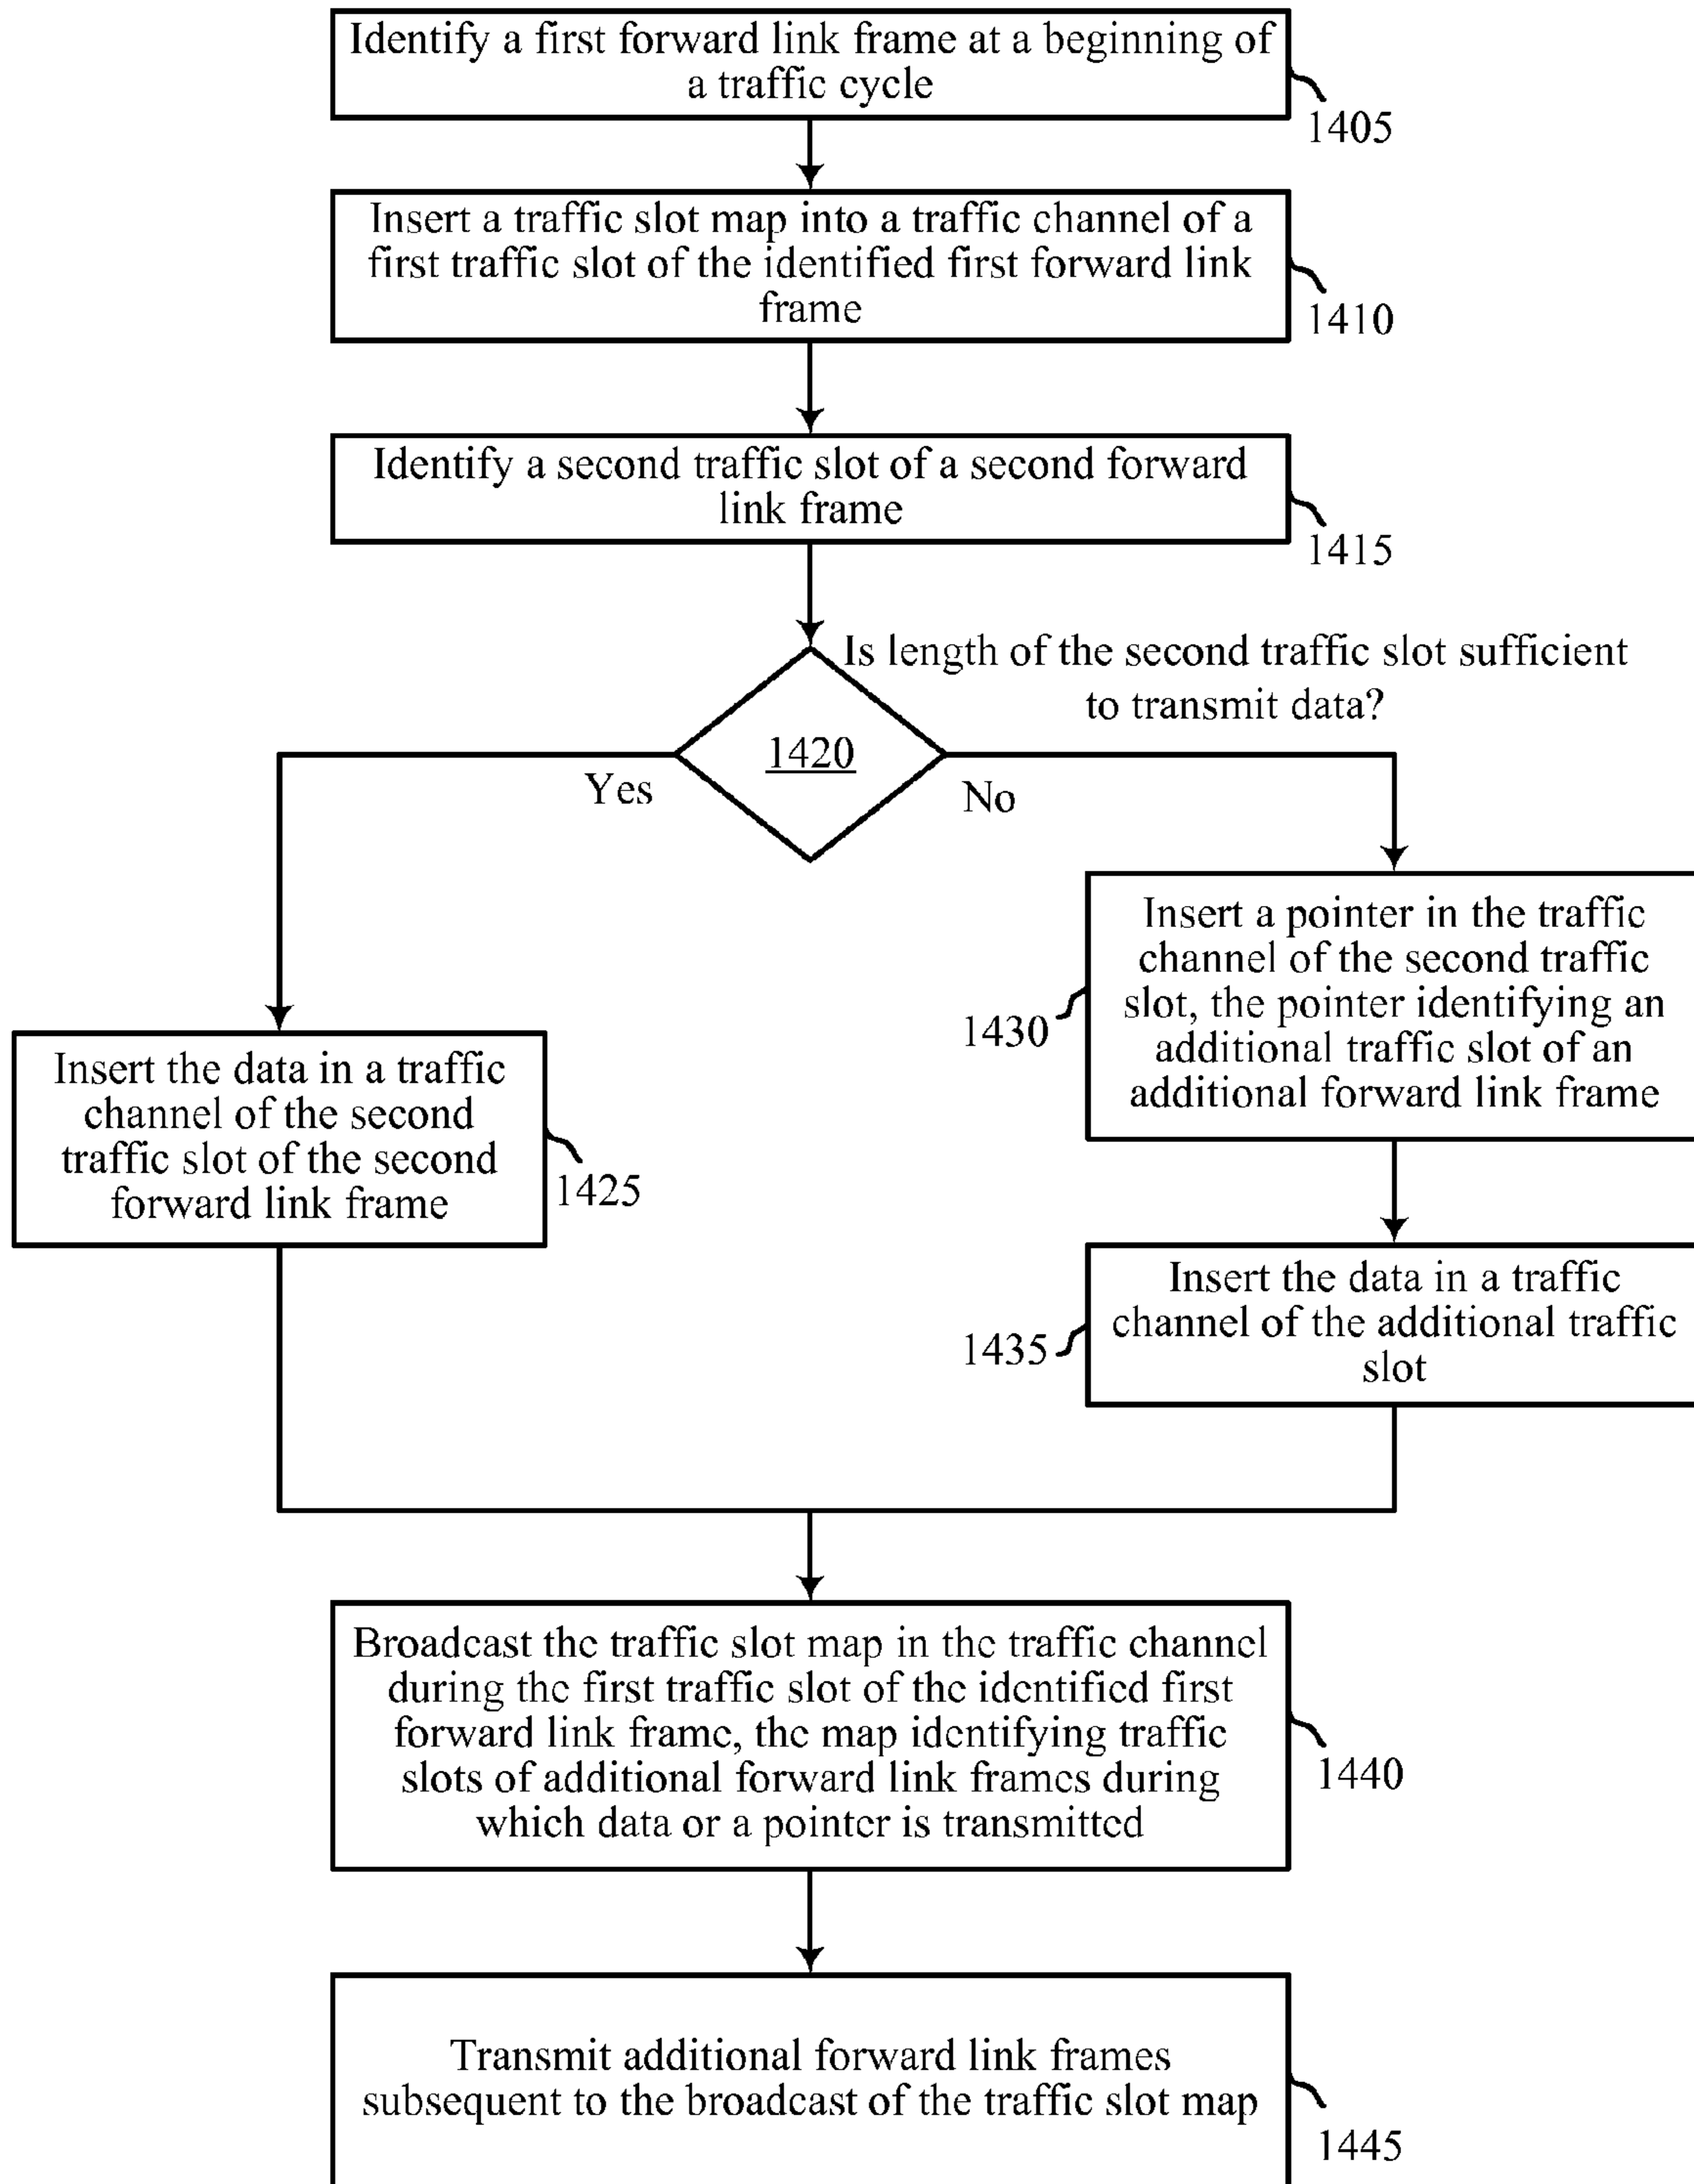 Identify a first forward link frame at a beginning of
a traffic cycle
1405
Insert a traffic slot map into a traffic channel of a
first traffic slot of the identified first forward link
frame
1410
Identify a second traffic slot of a second forward
link frame
1415
Is length of the second traffic slot sufficient
to transmit data?
1420
Yes
No
Insert a pointer in the traffic
channel of the second traffic
slot, the pointer identifying an
additional traffic slot of an
additional forward link frame
1430
Insert the data in a traffic
channel of the second
traffic slot of the second
forward link frame
1425
Insert the data in a traffic
channel of the additional traffic
slot
1435
Broadcast the traffic slot map in the traffic channel
during the first traffic slot of the identified first
forward link frame, the map identifying traffic
slots of additional forward link frames during
which data or a pointer is transmitted
1440
Transmit additional forward link frames
subsequent to the broadcast of the traffic slot map
1445